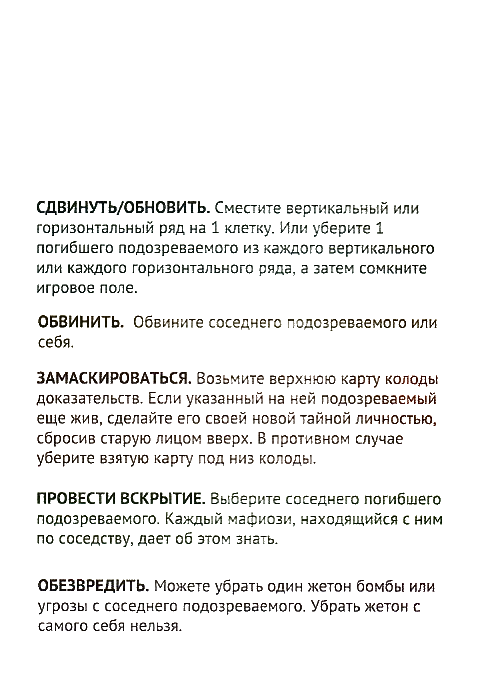 СДВИНУТЬ/ОБНОВИТЬ. Сместите вертикальный или
горизонтальный ряд на 1 клетку. Или уберите 1
погибшего подозреваемого из каждого вертикального
или каждого горизонтального ряда, а затем сомкните
игровое поле.
ОБВИНИТЬ. Обвините соседнего подозреваемого или
себя.
ЗАМАСКИРОВАТЬСЯ. Возьмите верхнюю карту колоды
доказательств. Если указанный на ней подозреваемый
еще жив, сделайте его своей новой тайной личностью,
сбросив старую лицом вверх. В противном случае
уберите взятую карту под низ колоды.
ПРОВЕСТИ ВСКРЫТИЕ. Выберите соседнего погибшего
подозреваемого. Каждый мафиози, находящийся с ним
по соседству, дает об этом знать.
ОБЕЗВРЕДИТЬ. Можете убрать один жетон бомбы или
угрозы с соседнего подозреваемого. Убрать жетон с
самого себя нельзя.